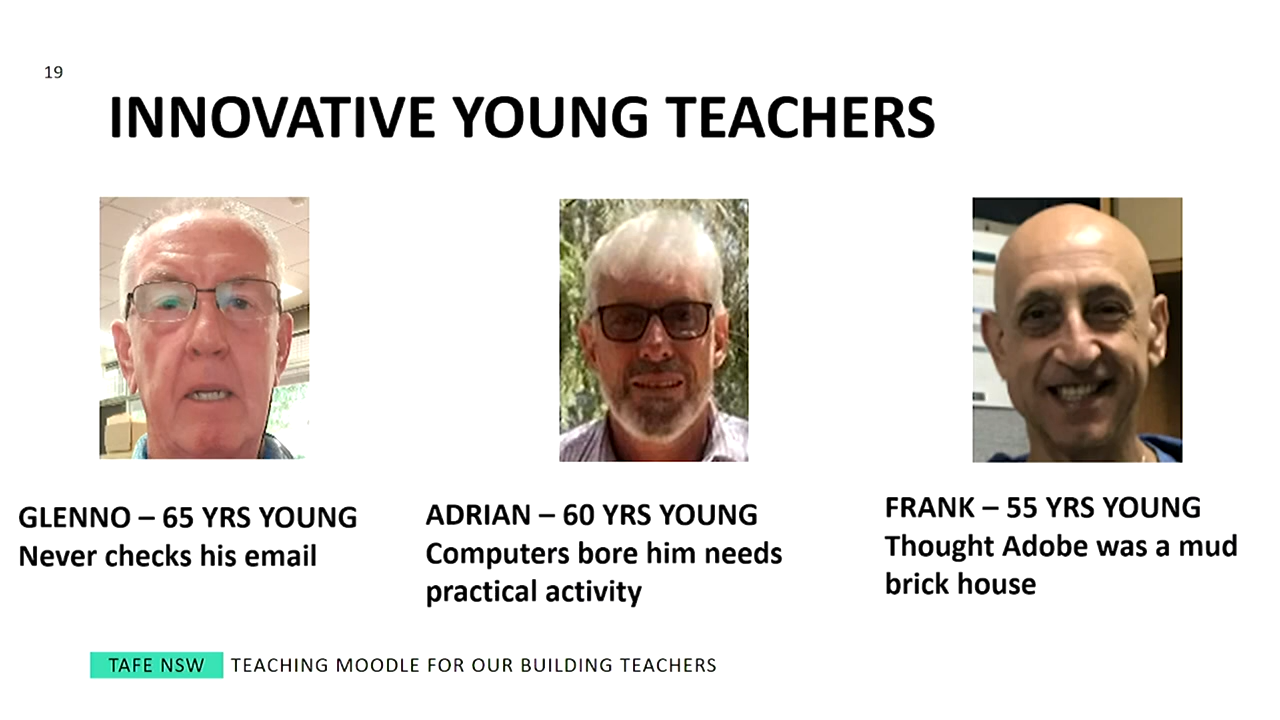 19
INNOVATIVE YOUNG TEACHERS
GLENNO – 65 YRS YOUNG
Never checks his email
ADRIAN – 60 YRS YOUNG
Computers bore him needs
practical activity
FRANK – 55 YRS YOUNG
Thought Adobe was a mud
brick house
TAFE NSW TEACHING MOODLE FOR OUR BUILDING TEACHERS